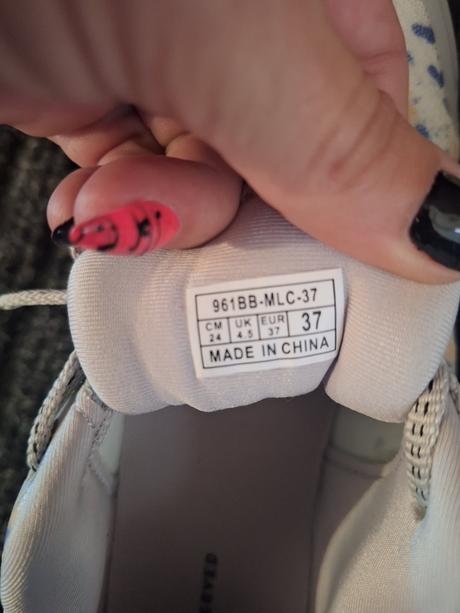 961BB-MLC-37
CM UK EUR 37
24 4.5 37
MADE IN CHINA